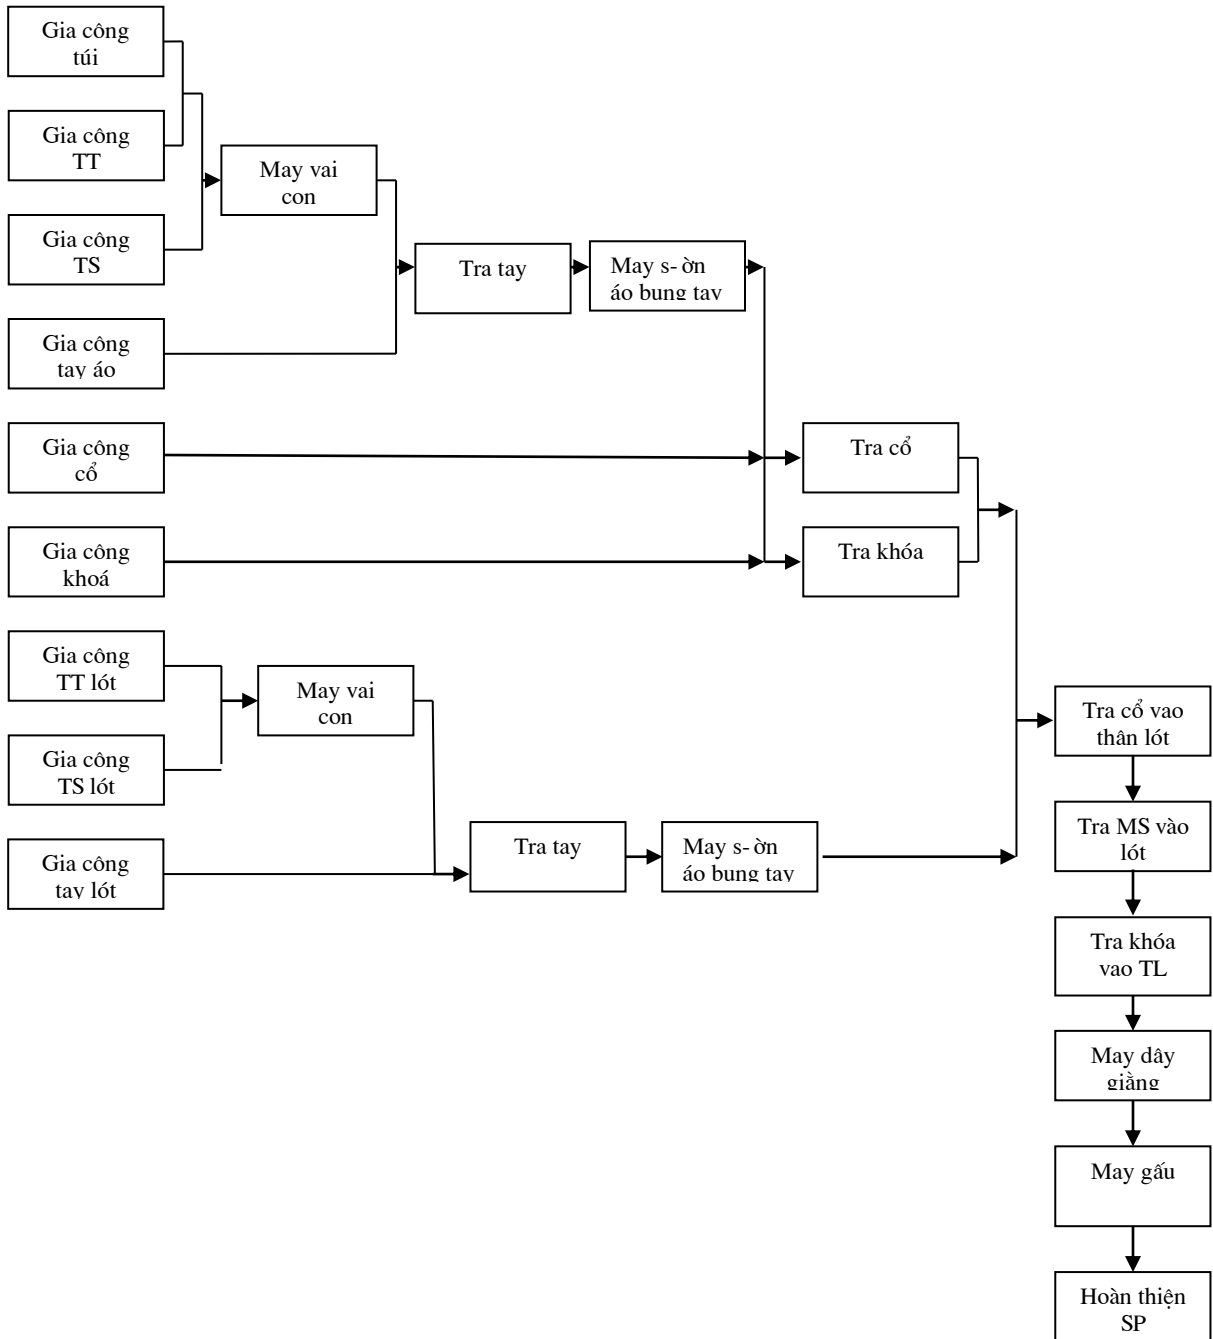 Gia công
túi
Gia công
TT
May vai
con
Gia công
TS
Tra tay
May s- ờn
áo bụng tay
Gia công
tay áo
Gia công
cổ
Tra cổ
Gia công
khoá
Tra khóa
Gia công
TT lót
May vai
con
Tra cổ vao
thân lót
Gia công
TS lót
Tra MS vào
lót
Gia công
tay lót
Tra tay
May s- ờn
áo bụng tay
Tra khóa
vao TL
May dây
giằng
May gấu
Hoàn thiện
SP